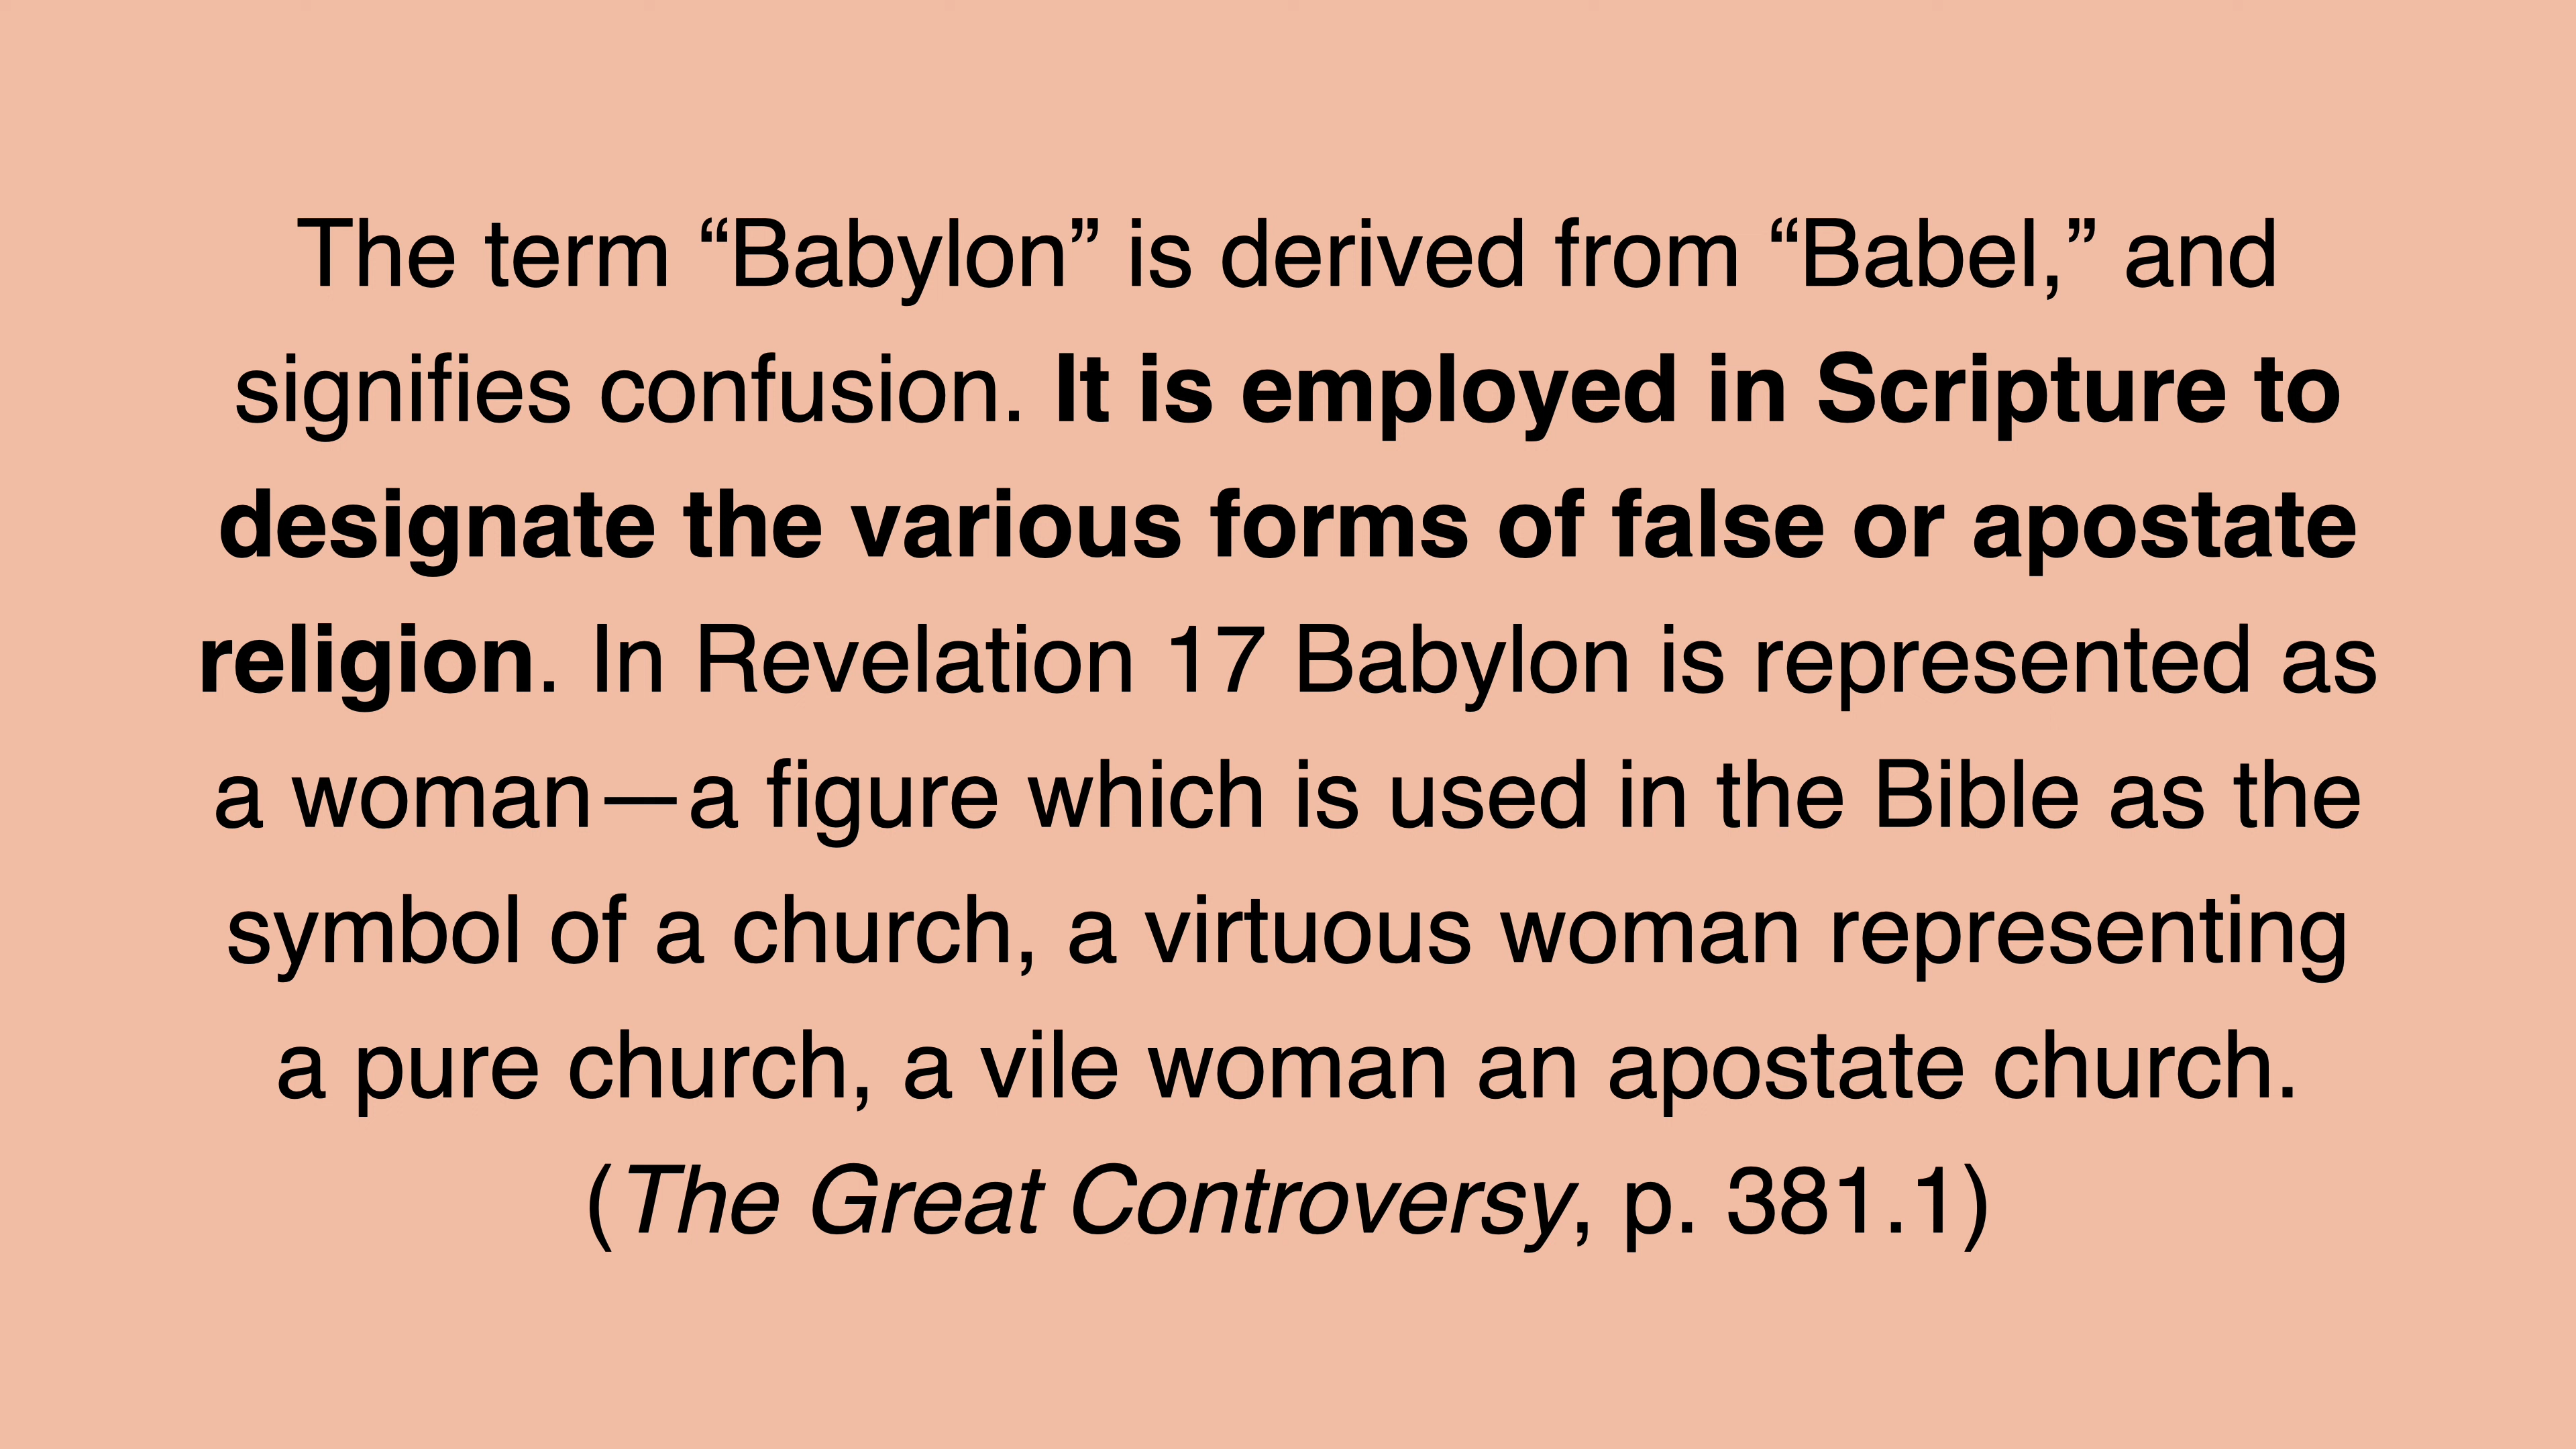 The term “Babylon” is derived from “Babel,” and
signifies confusion. It is employed in Scripture to
designate the various forms of false or apostate
religion. In Revelation 17 Babylon is represented as
a woman—a figure which is used in the Bible as the
symbol of a church, a virtuous woman representing
a pure church, a vile woman an apostate church.
(The Great Controversy, p. 381.1)